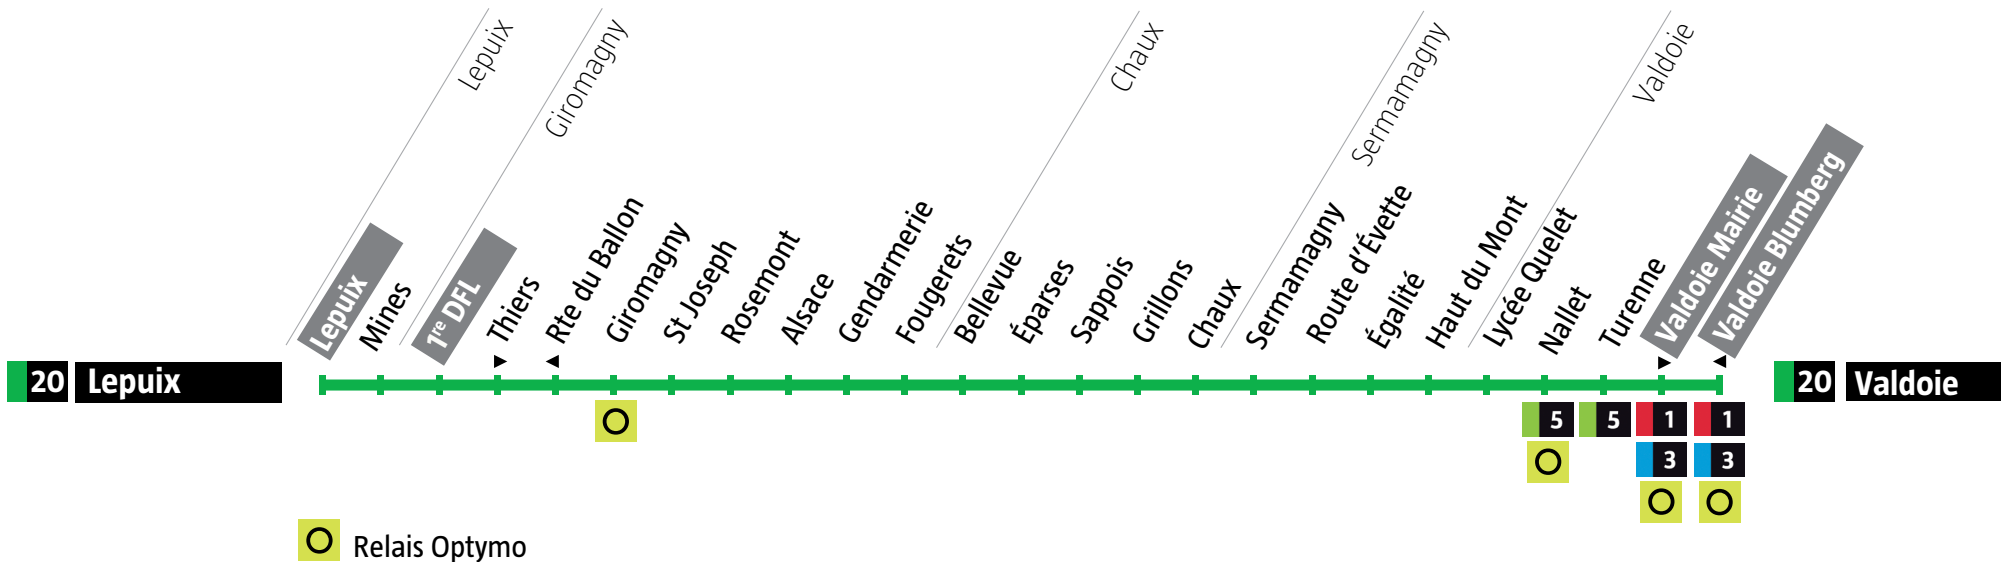 Lepuix
Giromagny
Chaux
Sermamagny
Valdoie
Lepuix
Mines
1re DFL
Thiers
Rte du Ballon
Giromagny
St Joseph
Rosemont
Alsace
Gendarmerie
Fougerets
Bellevue
Éparses
Sappois
Grillons
Chaux
Sermamagny
Route d'Évette
Égalité
Haut du Mont
Lycée Quelet
Nallet
Turenne
Valdoie Mairie
Valdoie Blumberg
20 Lepuix
20 Valdoie
5 5 1 1
3 3
Relais Optymo